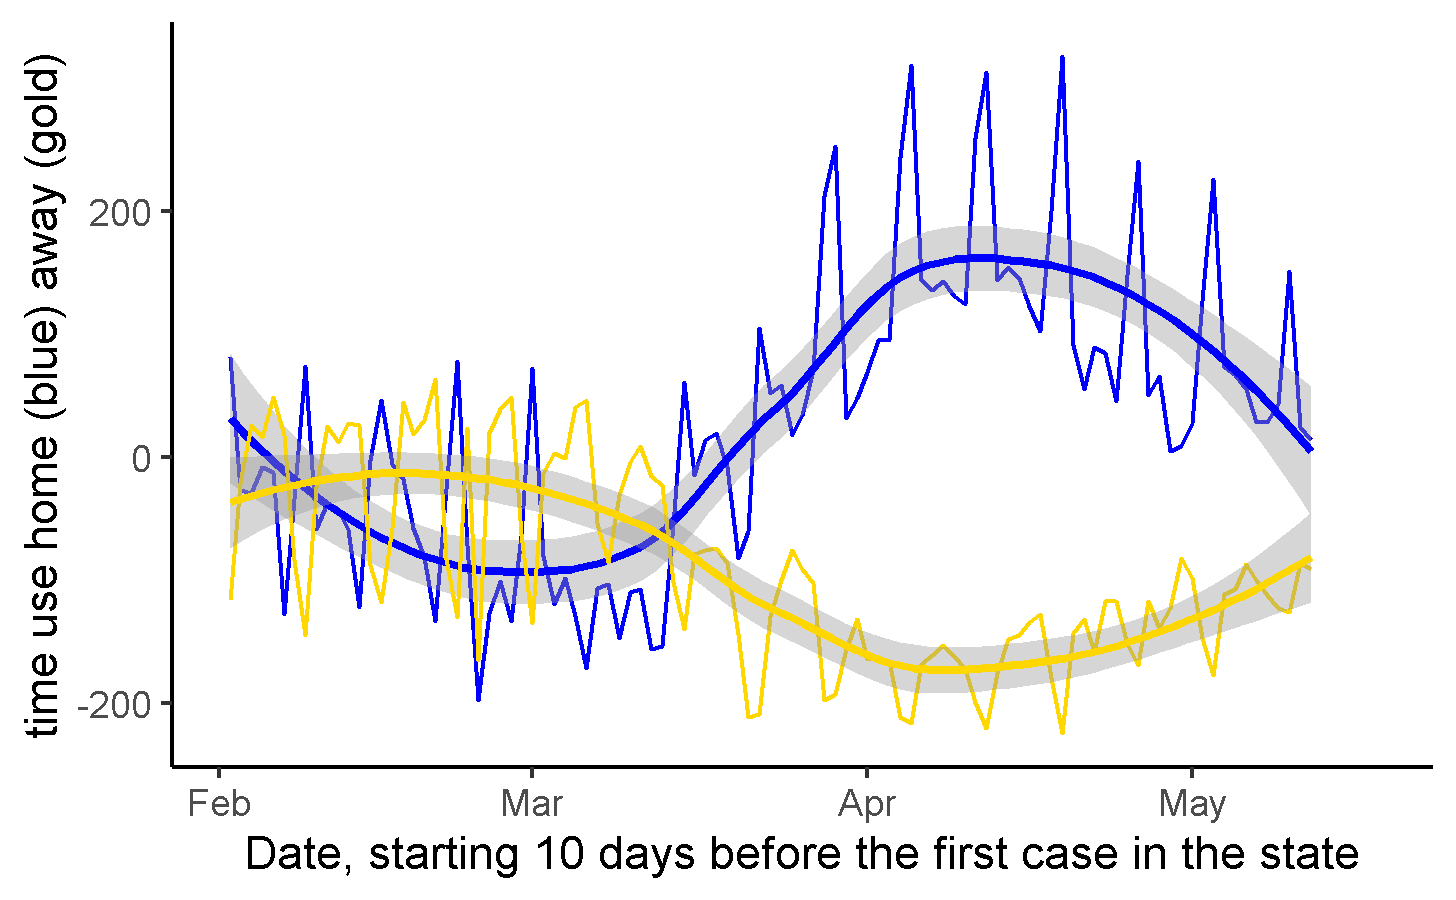 time use home (blue) away (gold)
200
0
-200
Feb
Mar
Apr
May
Date, starting 10 days before the first case in the state